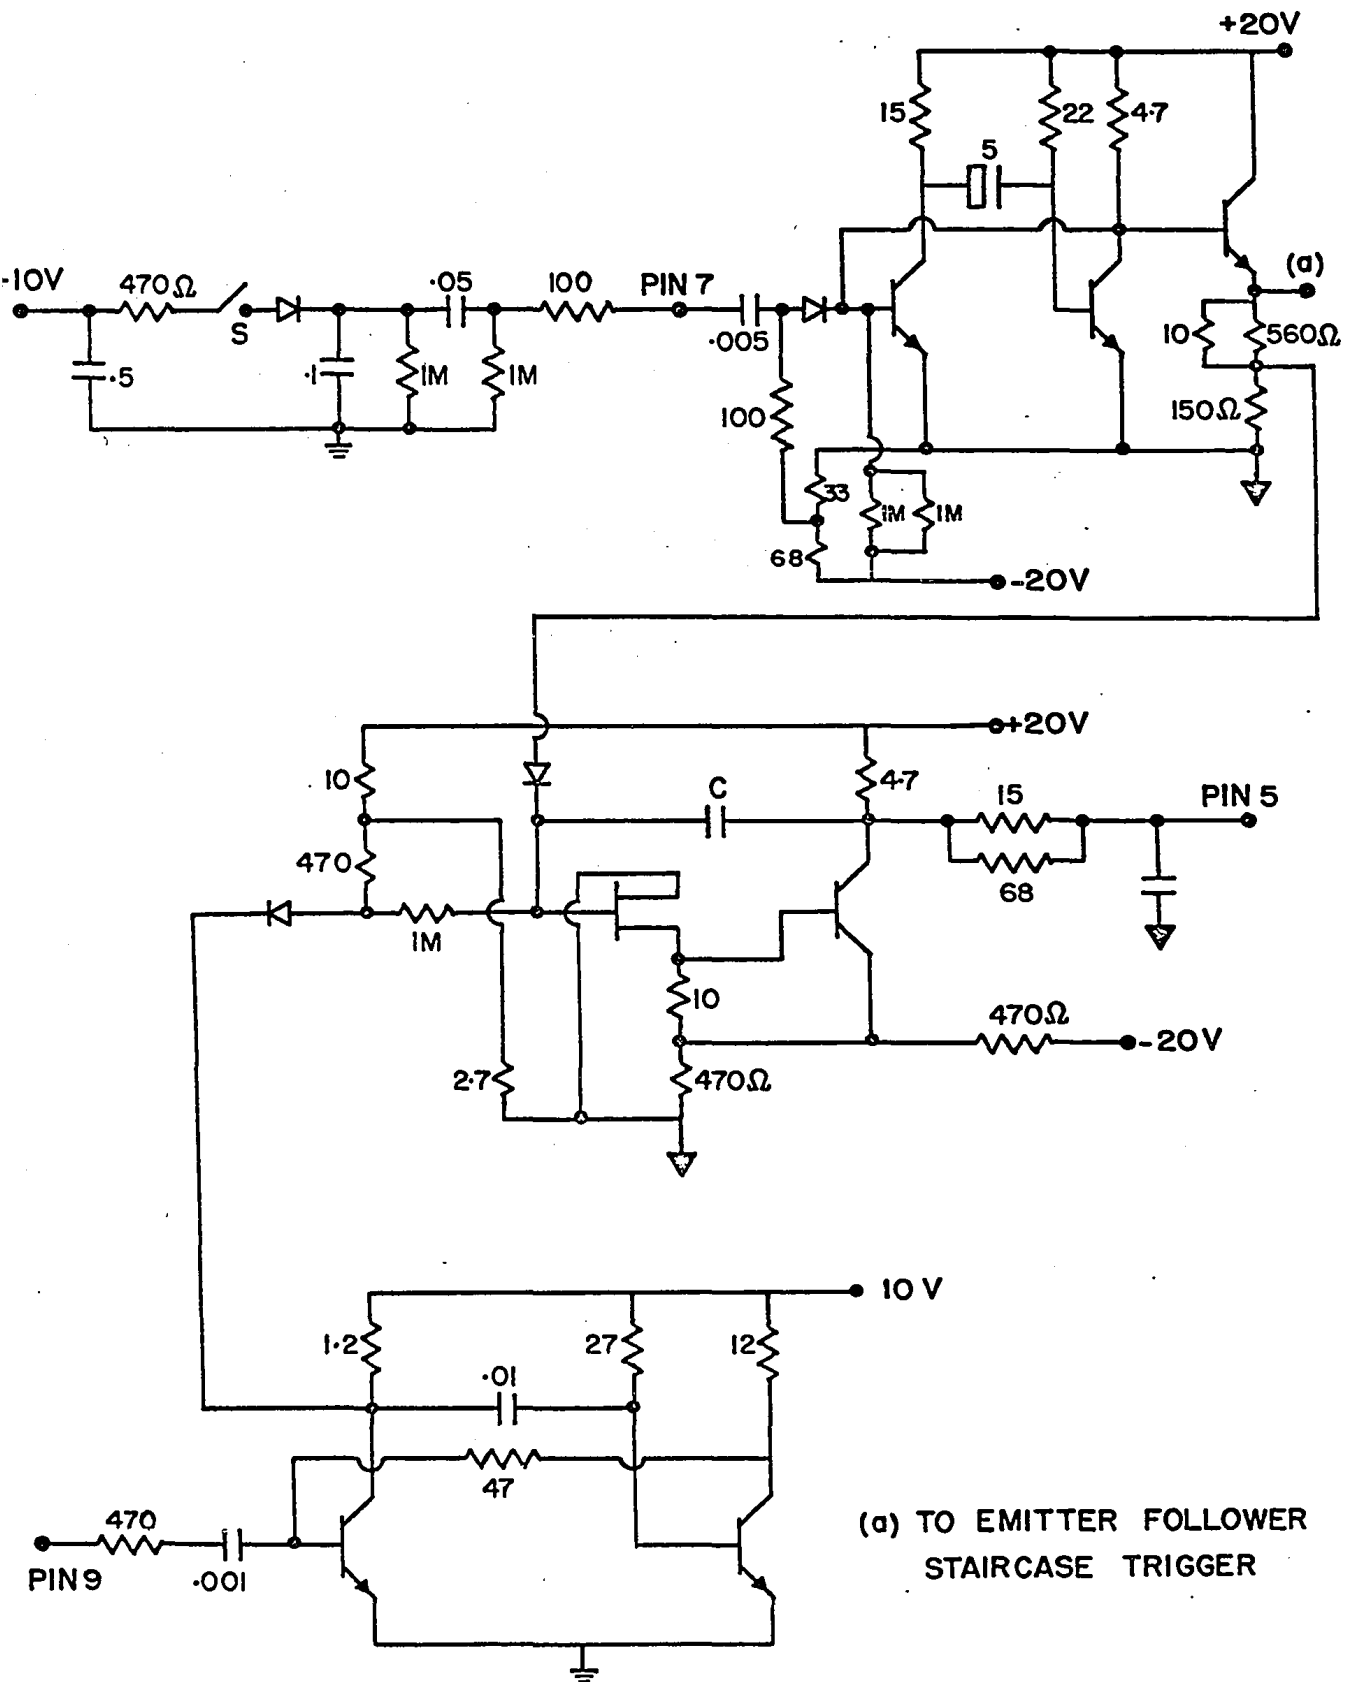 +20V
15
22
4.7
5
-10V
470Ω
S
.05
100
PIN 7
.005
(a)
10
560Ω
.5
.1
1M
1M
100
150Ω
33
1M
1M
68
-20V
+20V
10
4.7
C
15
PIN 5
470
68
1M
10
470Ω
-20V
2.7
470Ω
10 V
1.2
27
12
.01
47
470
PIN 9
.001
(a) TO EMITTER FOLLOWER
STAIRCASE TRIGGER